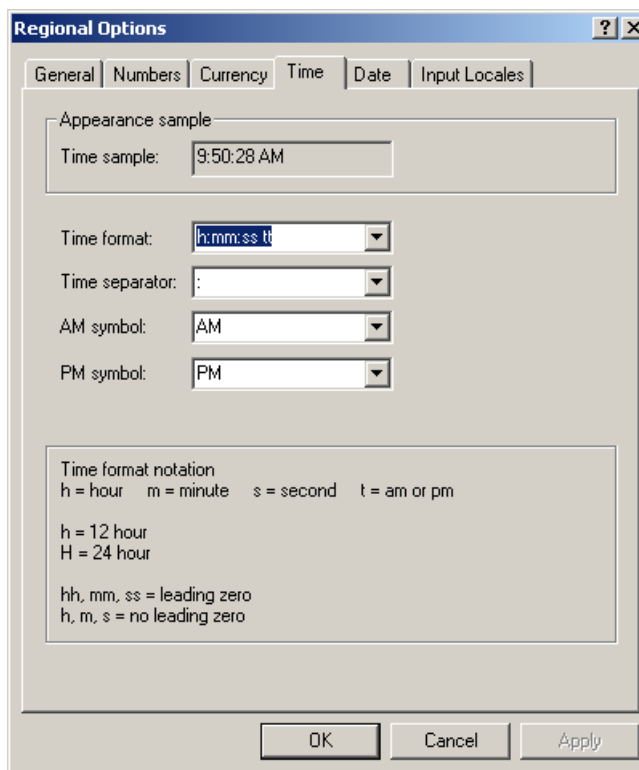 Regional Options
General Numbers Currency Time Date Input Locales
Appearance sample
Time sample: 9:50:28 AM
Time format: h:mm:ss tt
Time separator: :
AM symbol: AM
PM symbol: PM
Time format notation
h = hour m = minute s = second t = am or pm
h = 12 hour
H = 24 hour
hh, mm, ss = leading zero
h, m, s = no leading zero
OK Cancel Apply